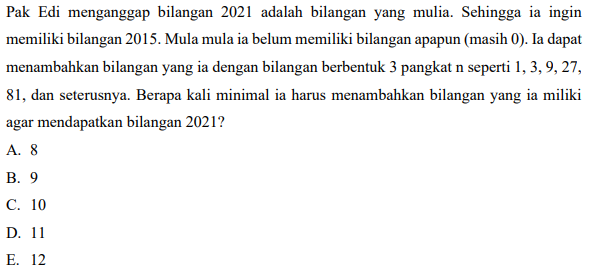 Pak Edi menganggap bilangan 2021 adalah bilangan yang mulia. Sehingga ia ingin
memiliki bilangan 2015. Mula mula ia belum memiliki bilangan apapun (masih 0). Ia dapat
menambahkan bilangan yang ia dengan bilangan berbentuk 3 pangkat n seperti 1, 3, 9, 27,
81, dan seterusnya. Berapa kali minimal ia harus menambahkan bilangan yang ia miliki
agar mendapatkan bilangan 2021?
A. 8
B. 9
C. 10
D. 11
E. 12